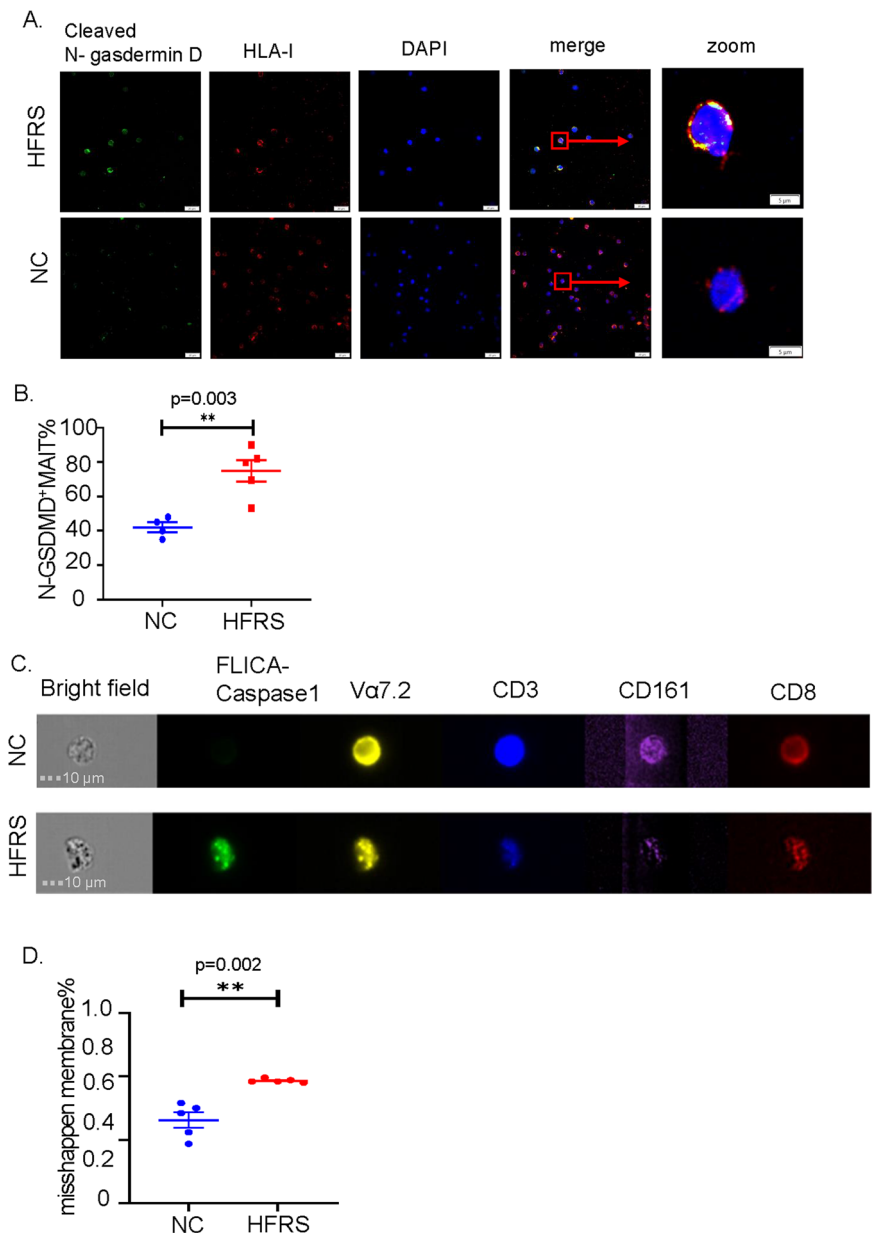 A.
Cleaved
N- gasdermin D
HLA-I
DAPI
merge
zoom
HFRS
5 µm
NC
5 µm
B.
p=0.003
**
N-GSDMD+MAIT%
100
80
60
40
20
0
NC
HFRS
C.
Bright field
FLICA-
Caspase1
Vα7.2
CD3
CD161
CD8
NC
10 µm
HFRS
10 µm
D.
p=0.002
**
misshappen membrane%
1.0
0.8
0.6
0.4
0.2
0
NC
HFRS